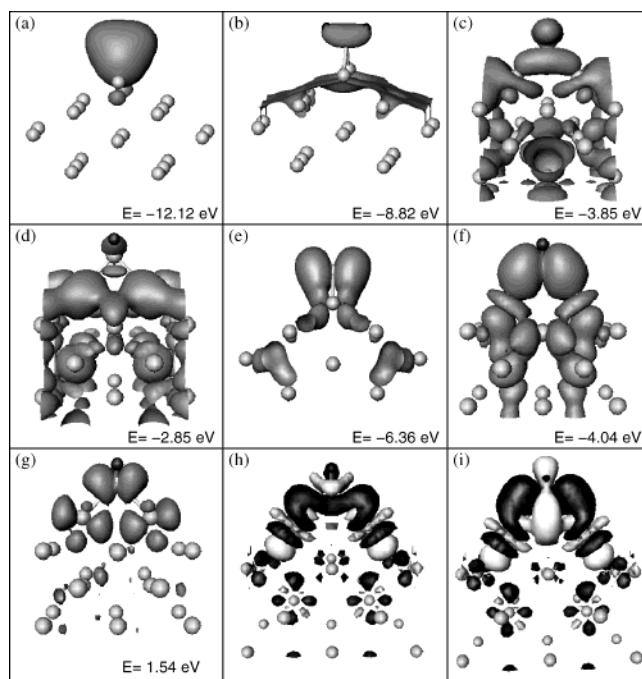 (a)
E= −12.12 eV
(b)
E= −8.82 eV
(c)
E= −3.85 eV
(d)
E= −2.85 eV
(e)
E= −6.36 eV
(f)
E= −4.04 eV
(g)
E= 1.54 eV
(h)
(i)